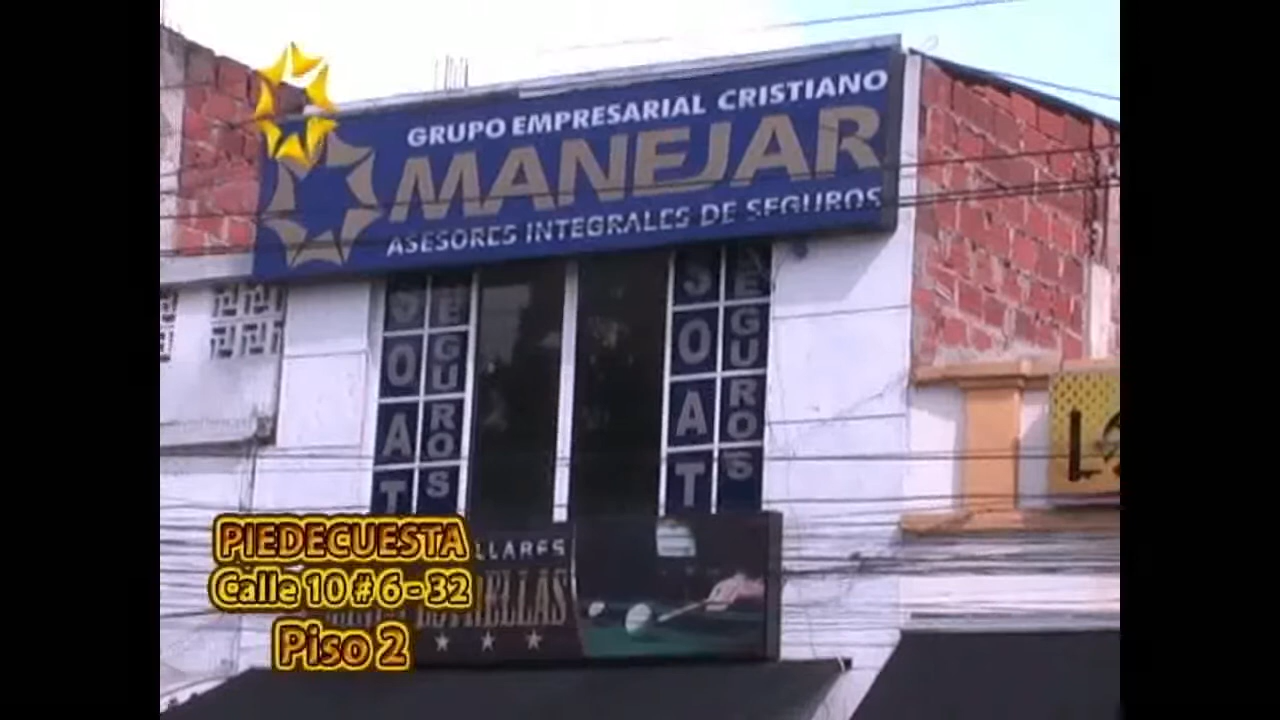 GRUPO EMPRESARIAL CRISTIANO
MANEJAR
ASESORES INTEGRALES DE SEGUROS
SOAT
SEGUROS
SOAT
SEGUROS
PIEDECUESTA
Calle 10 # 6 - 32
Piso 2
LLARES